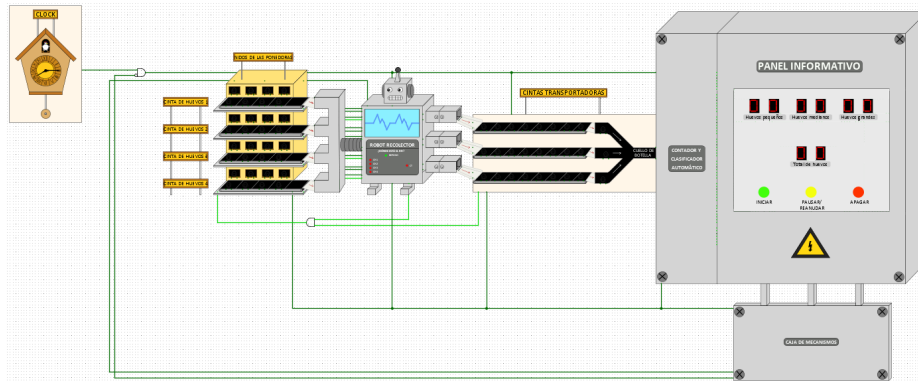 CLOCK
NIDOS DE LAS PONEDORAS
CINTA DE HUEVOS 1
CINTA DE HUEVOS 2
CINTA DE HUEVOS 3
CINTA DE HUEVOS 4
ROBOT RECOLECTOR
CINTAS TRANSPORTADORAS
CUELLO DE
BOTELLA
CONTADOR Y
CLASIFICADOR
AUTOMÁTICO
PANEL INFORMATIVO
Huevos pequeños
Huevos medianos
Huevos grandes
Total de huevos
INICIAR
PAUSAR/
REANUDAR
APAGAR
CAJA DE MECANISMOS